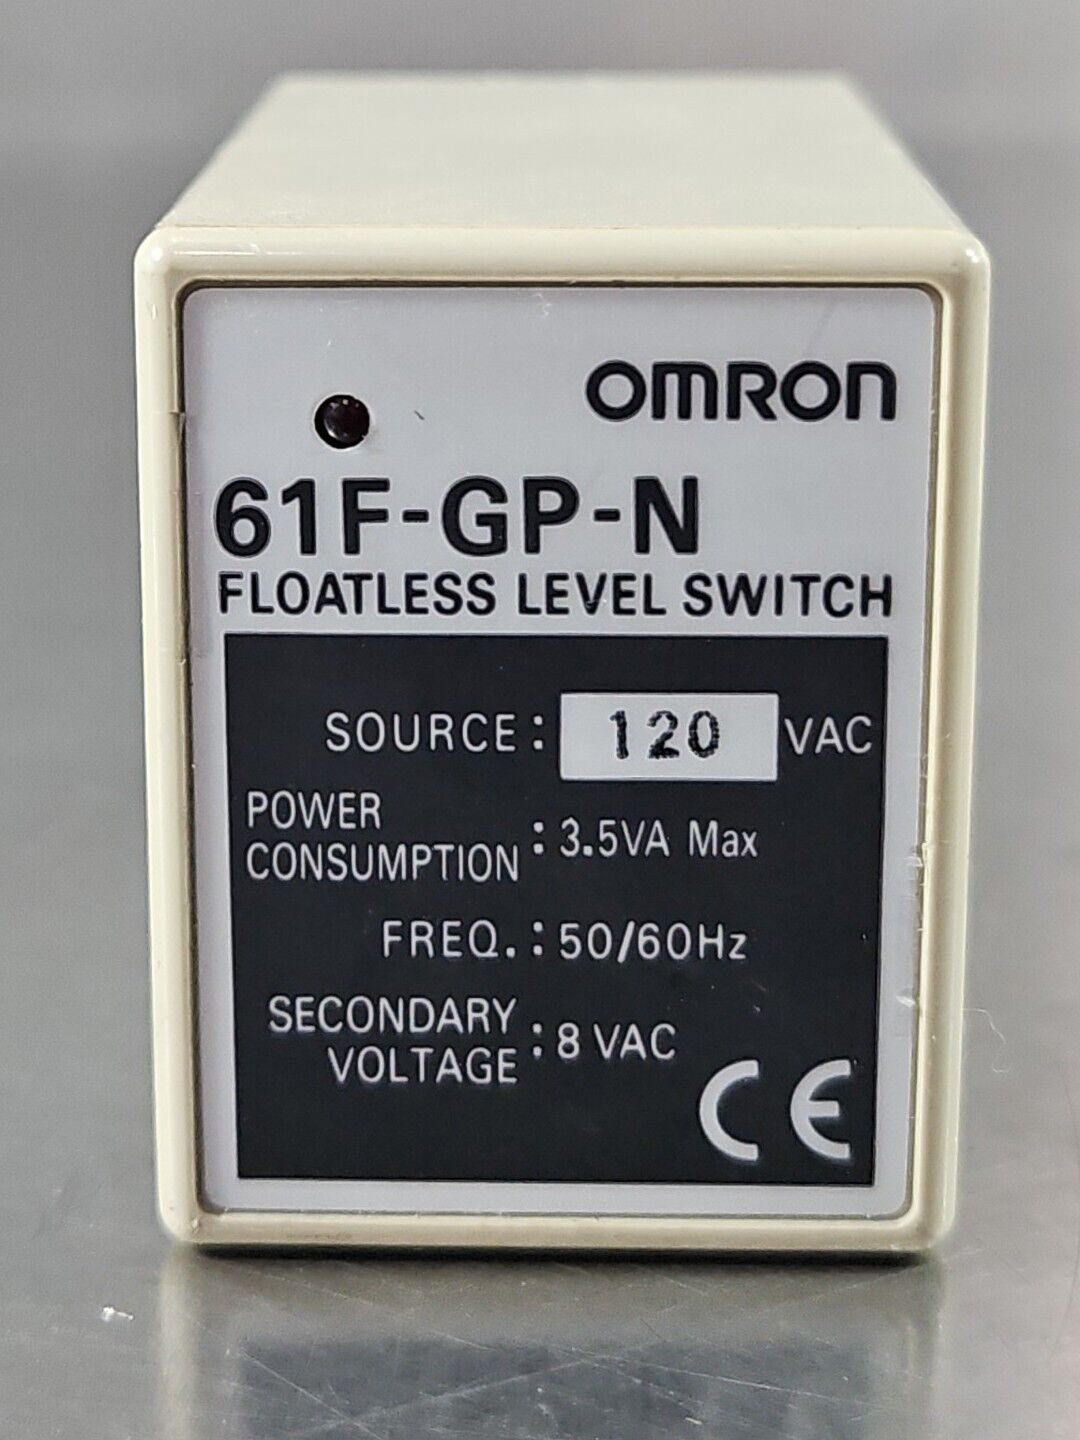 OMRON
61F-GP-N
FLOATLESS LEVEL SWITCH
SOURCE: 120 VAC
POWER
CONSUMPTION : 3.5VA Max
FREQ. : 50/60Hz
SECONDARY
VOLTAGE : 8 VAC
CE